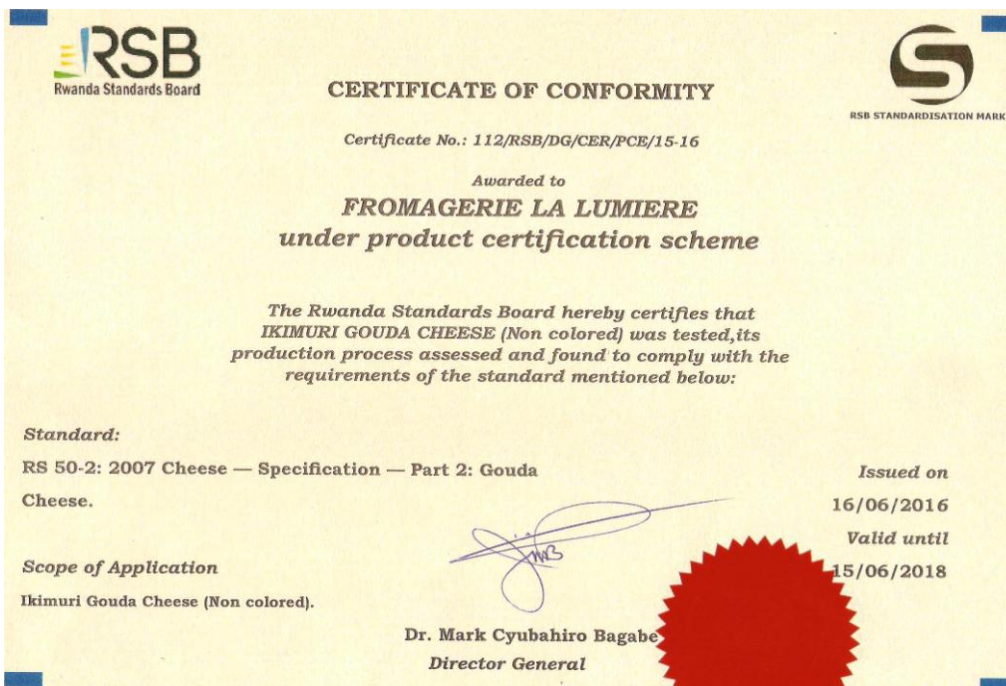 RSB
Rwanda Standards Board
S
RSB STANDARDISATION MARK
CERTIFICATE OF CONFORMITY
Certificate No.: 112/RSB/DG/CER/PCE/15-16
Awarded to
FROMAGERIE LA LUMIERE
under product certification scheme
The Rwanda Standards Board hereby certifies that
IKIMURI GOUDA CHEESE (Non colored) was tested,its
production process assessed and found to comply with the
requirements of the standard mentioned below:
Standard:
RS 50-2: 2007 Cheese — Specification — Part 2: Gouda
Cheese.
Issued on
16/06/2016
Valid until
15/06/2018
Scope of Application
Ikimuri Gouda Cheese (Non colored).
Dr. Mark Cyubahiro Bagabe
Director General